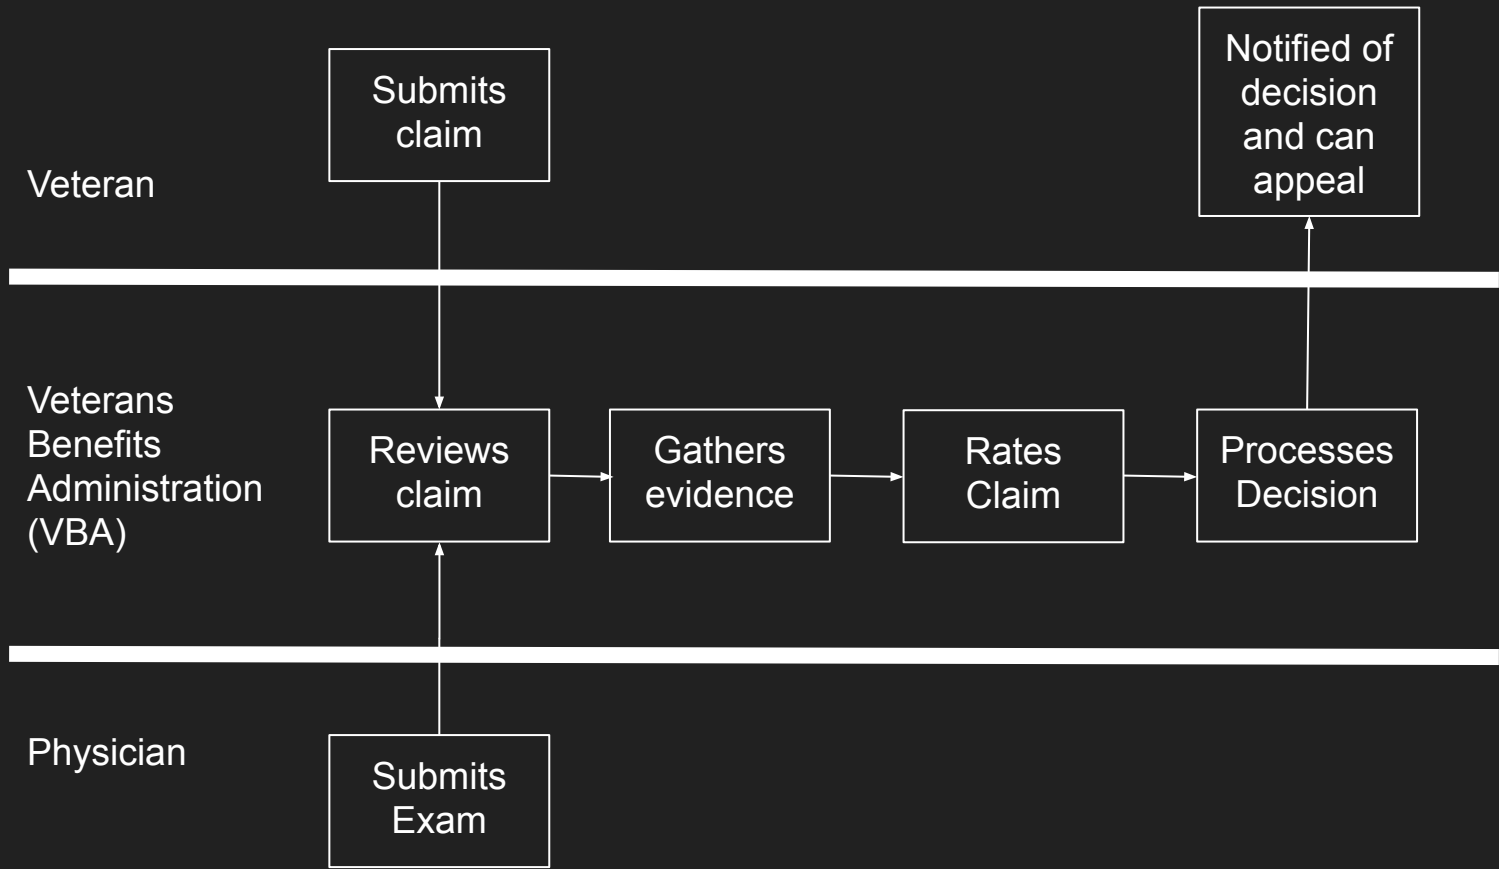 Veteran
Submits
claim
Notified of
decision
and can
appeal
Veterans
Benefits
Administration
(VBA)
Reviews
claim
Gathers
evidence
Rates
Claim
Processes
Decision
Physician
Submits
Exam